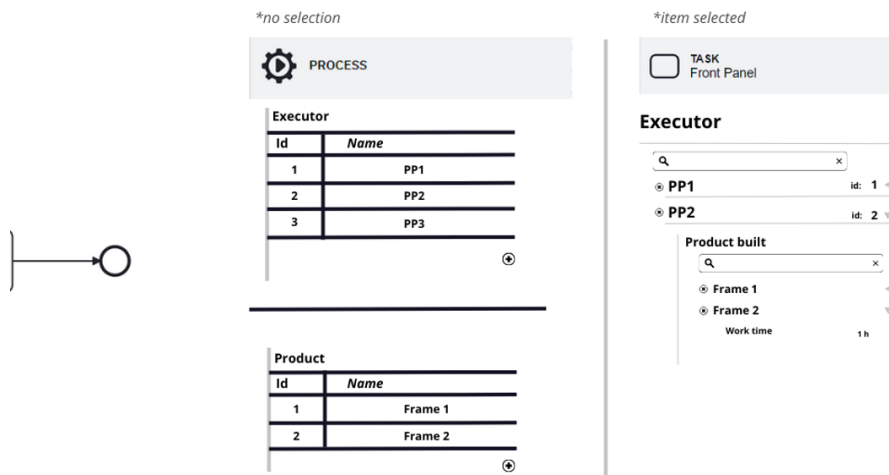 *no selection
PROCESS
Executor
Id Name
1 PP1
2 PP2
3 PP3
Product
Id Name
1 Frame 1
2 Frame 2
*item selected
TASK
Front Panel
Executor
PP1 id: 1
PP2 id: 2
Product built
Frame 1
Frame 2
Work time 1 h